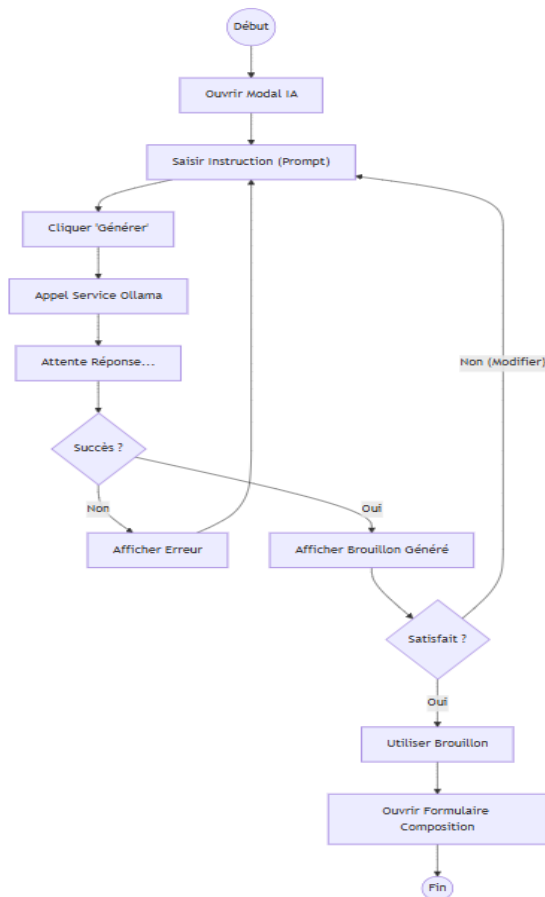 Début
Ouvrir Modal IA
Saisir Instruction (Prompt)
Cliquer 'Générer'
Appel Service Ollama
Attente Réponse...
Non (Modifier)
Succès ?
Non
Oui
Afficher Erreur
Afficher Brouillon Généré
Satisfait ?
Oui
Utiliser Brouillon
Ouvrir Formulaire
Composition
Fin